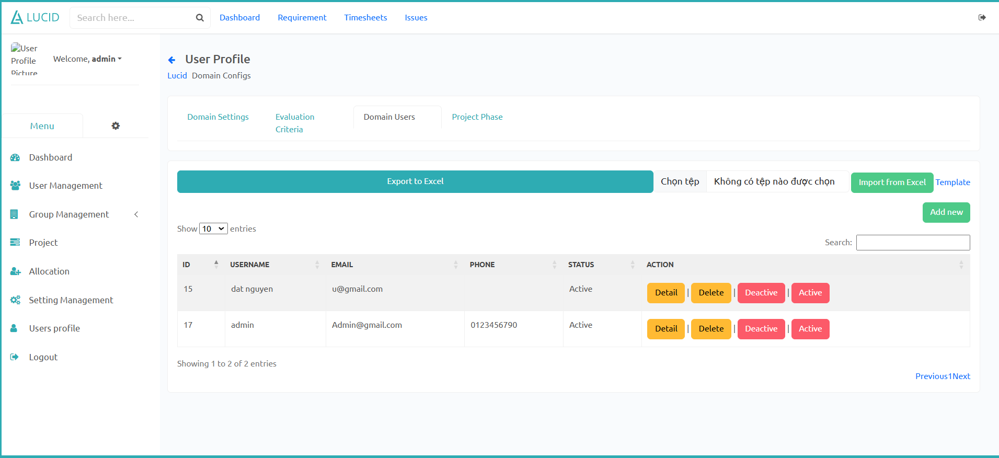 LUCID
Search here...
Dashboard Requirement Timesheets Issues
User
Profile
Picture
Welcome, admin
Menu
Dashboard
User Management
Group Management
Project
Allocation
Setting Management
Users profile
Logout
User Profile
Lucid Domain Configs
Domain Settings
Evaluation
Criteria
Domain Users
Project Phase
Export to Excel
Chọn tệp Không có tệp nào được chọn
Import from Excel
Template
Add new
Show 10 entries
Search:
ID USERNAME EMAIL PHONE STATUS ACTION
15 dat nguyen u@gmail.com Active Detail | Delete | Deactive | Active
17 admin Admin@gmail.com 0123456790 Active Detail | Delete | Deactive | Active
Showing 1 to 2 of 2 entries
Previous1Next